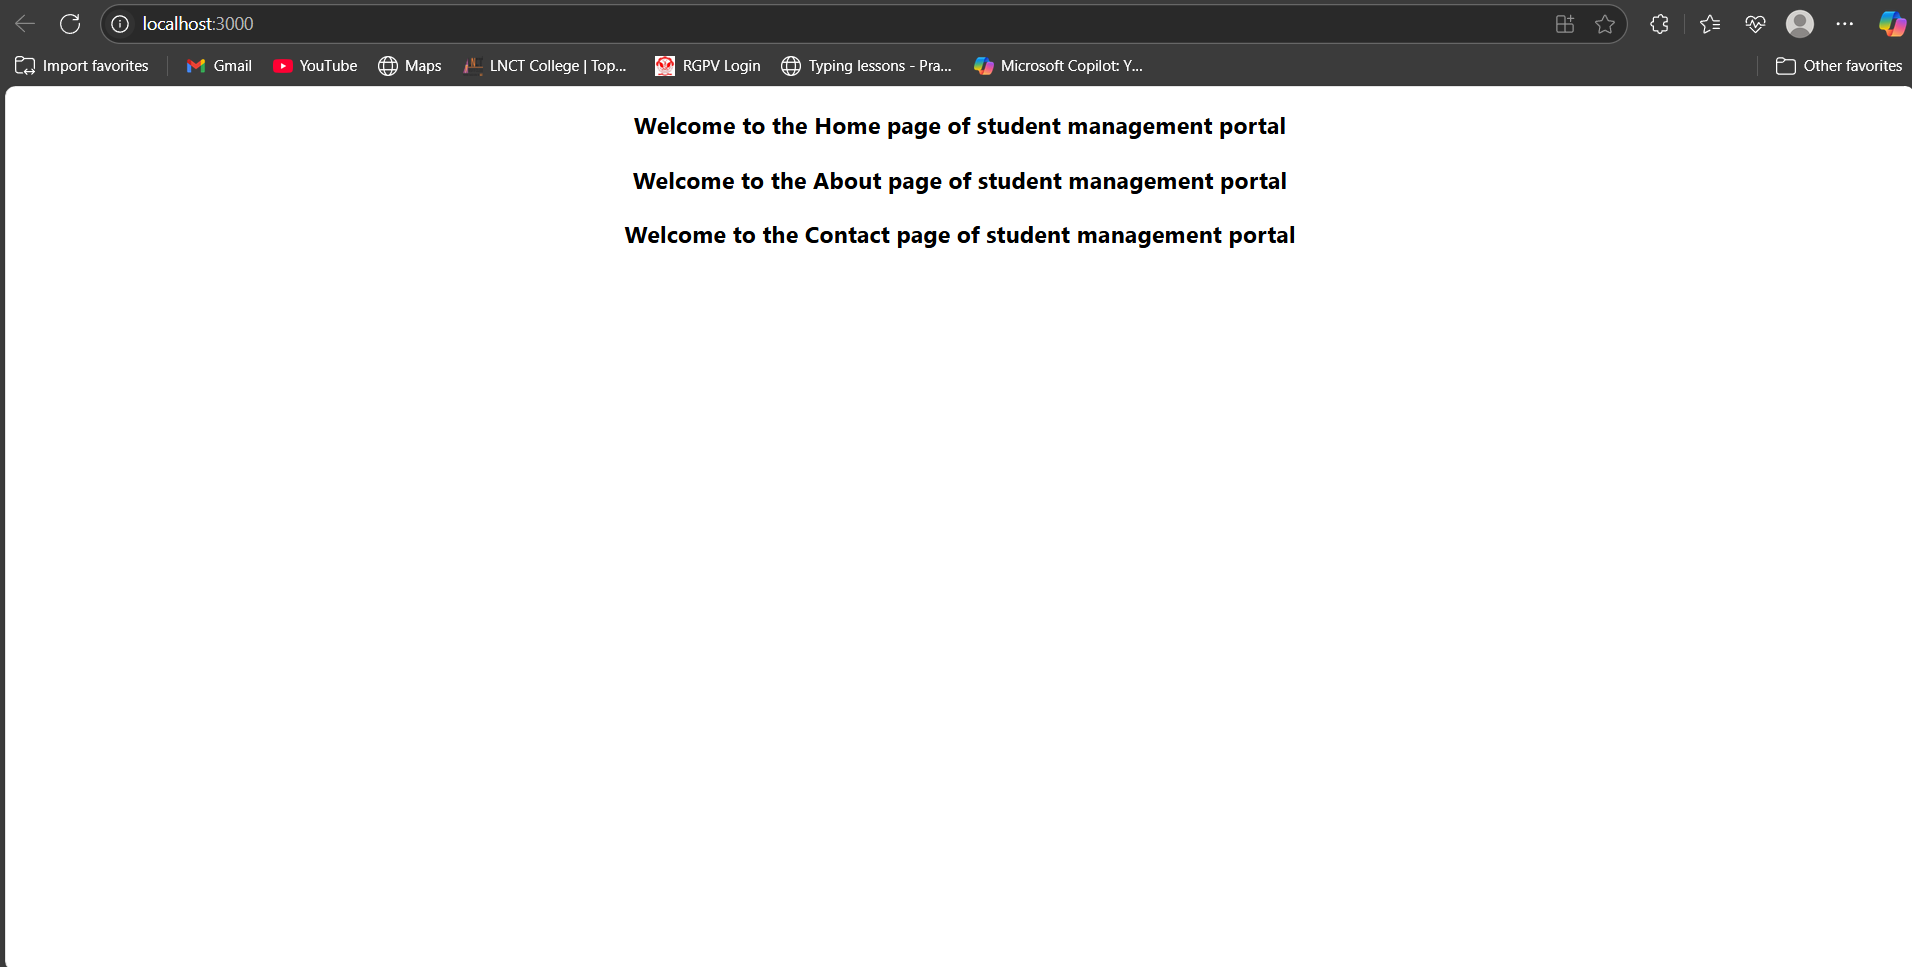 localhost:3000
Import favorites Gmail YouTube Maps LNCT College | Top... RGPV Login Typing lessons - Pra... Microsoft Copilot: Y... Other favorites
Welcome to the Home page of student management portal
Welcome to the About page of student management portal
Welcome to the Contact page of student management portal